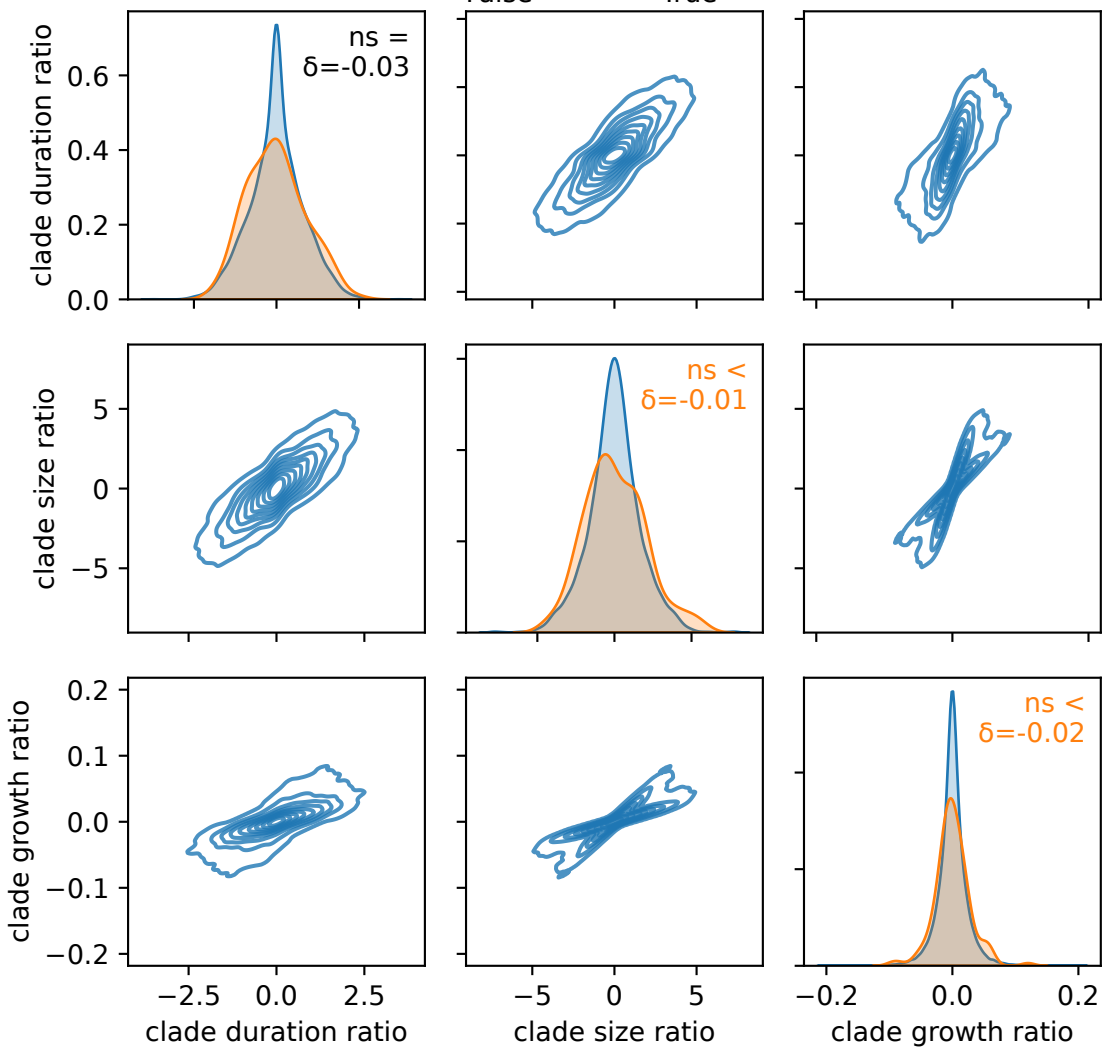 clade duration ratio
0.6
0.4
0.2
0.0
ns =
δ=-0.03
clade size ratio
5
0
−5
ns <
δ=-0.01
clade growth ratio
0.2
0.1
0.0
−0.1
−0.2
ns <
δ=-0.02
−2.5 0.0 2.5
clade duration ratio
−5 0 5
clade size ratio
−0.2 0.0 0.2
clade growth ratio